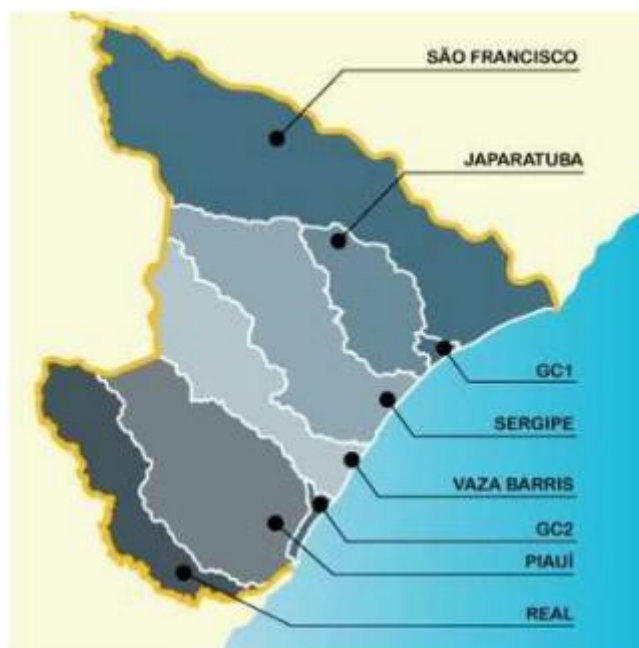 SÃO FRANCISCO
JAPARATUBA
GC1
SERGIPE
VAZA BARRIS
GC2
PIAUÍ
REAL